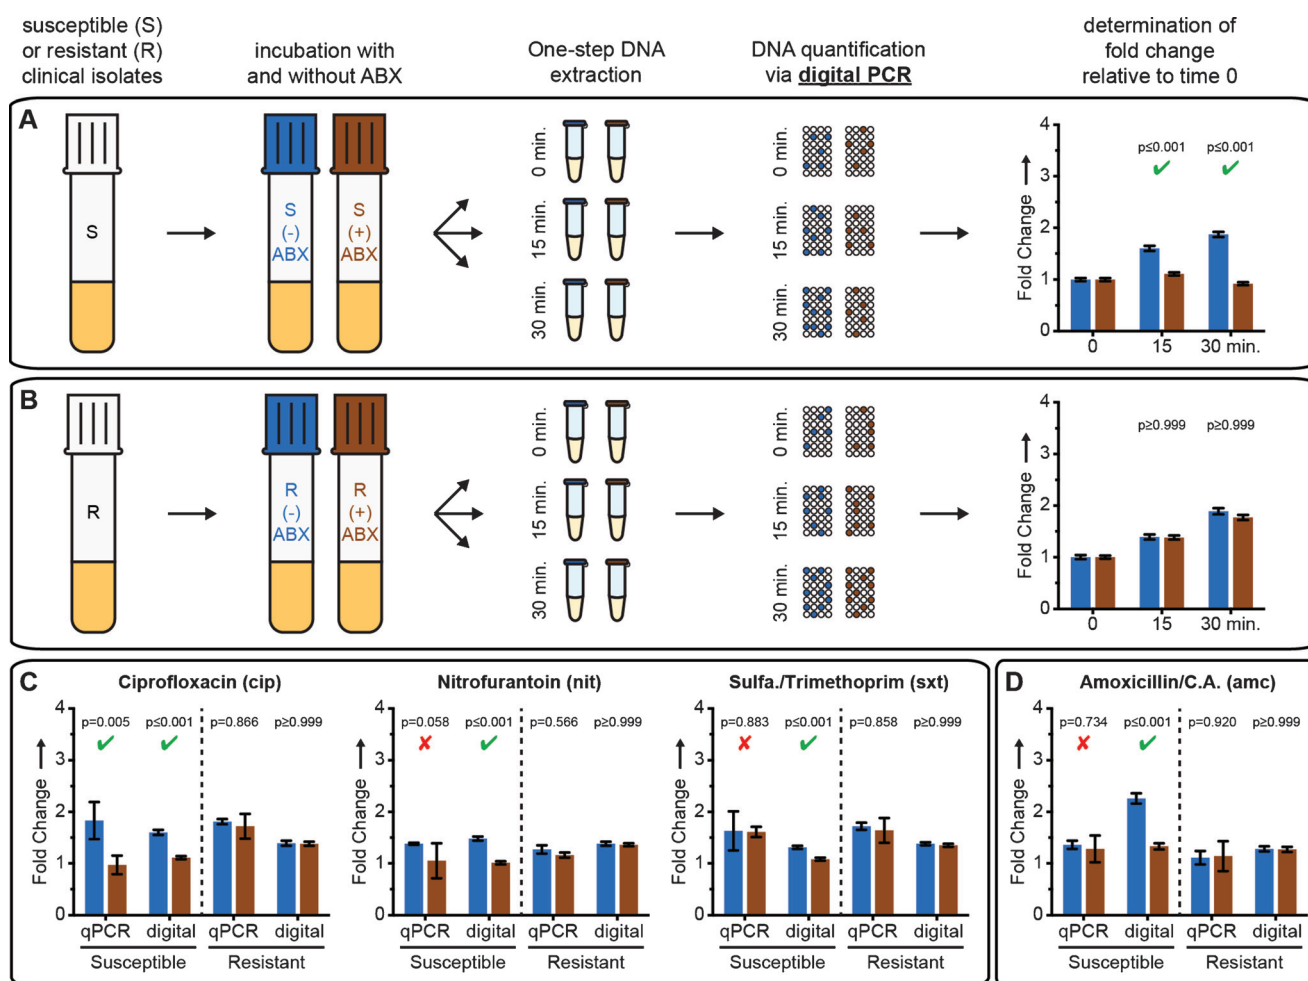 susceptible (S)
or resistant (R)
clinical isolates
incubation with
and without ABX
One-step DNA
extraction
DNA quantification
via digital PCR
determination of
fold change
relative to time 0
A
S
S
(-)
ABX
S
(+)
ABX
0 min.
15 min.
30 min.
0 min.
15 min.
30 min.
Fold Change
4
3
2
1
0
p≤0.001
p≤0.001
✔
✔
0
15
30 min.
B
R
R
(-)
ABX
R
(+)
ABX
0 min.
15 min.
30 min.
0 min.
15 min.
30 min.
Fold Change
4
3
2
1
0
p≥0.999
p≥0.999
0
15
30 min.
C
Ciprofloxacin (cip)
Fold Change
4
3
2
1
0
p=0.005
p≤0.001
p=0.866
p≥0.999
✔
✔
qPCR
digital
qPCR
digital
Susceptible
Resistant
Nitrofurantoin (nit)
Fold Change
4
3
2
1
0
p=0.058
p≤0.001
p=0.566
p≥0.999
✘
✔
qPCR
digital
qPCR
digital
Susceptible
Resistant
Sulfa./Trimethoprim (sxt)
Fold Change
4
3
2
1
0
p=0.883
p≤0.001
p=0.858
p≥0.999
✘
✔
qPCR
digital
qPCR
digital
Susceptible
Resistant
D
Amoxicillin/C.A. (amc)
Fold Change
4
3
2
1
0
p=0.734
p≤0.001
p=0.920
p≥0.999
✘
✔
qPCR
digital
qPCR
digital
Susceptible
Resistant